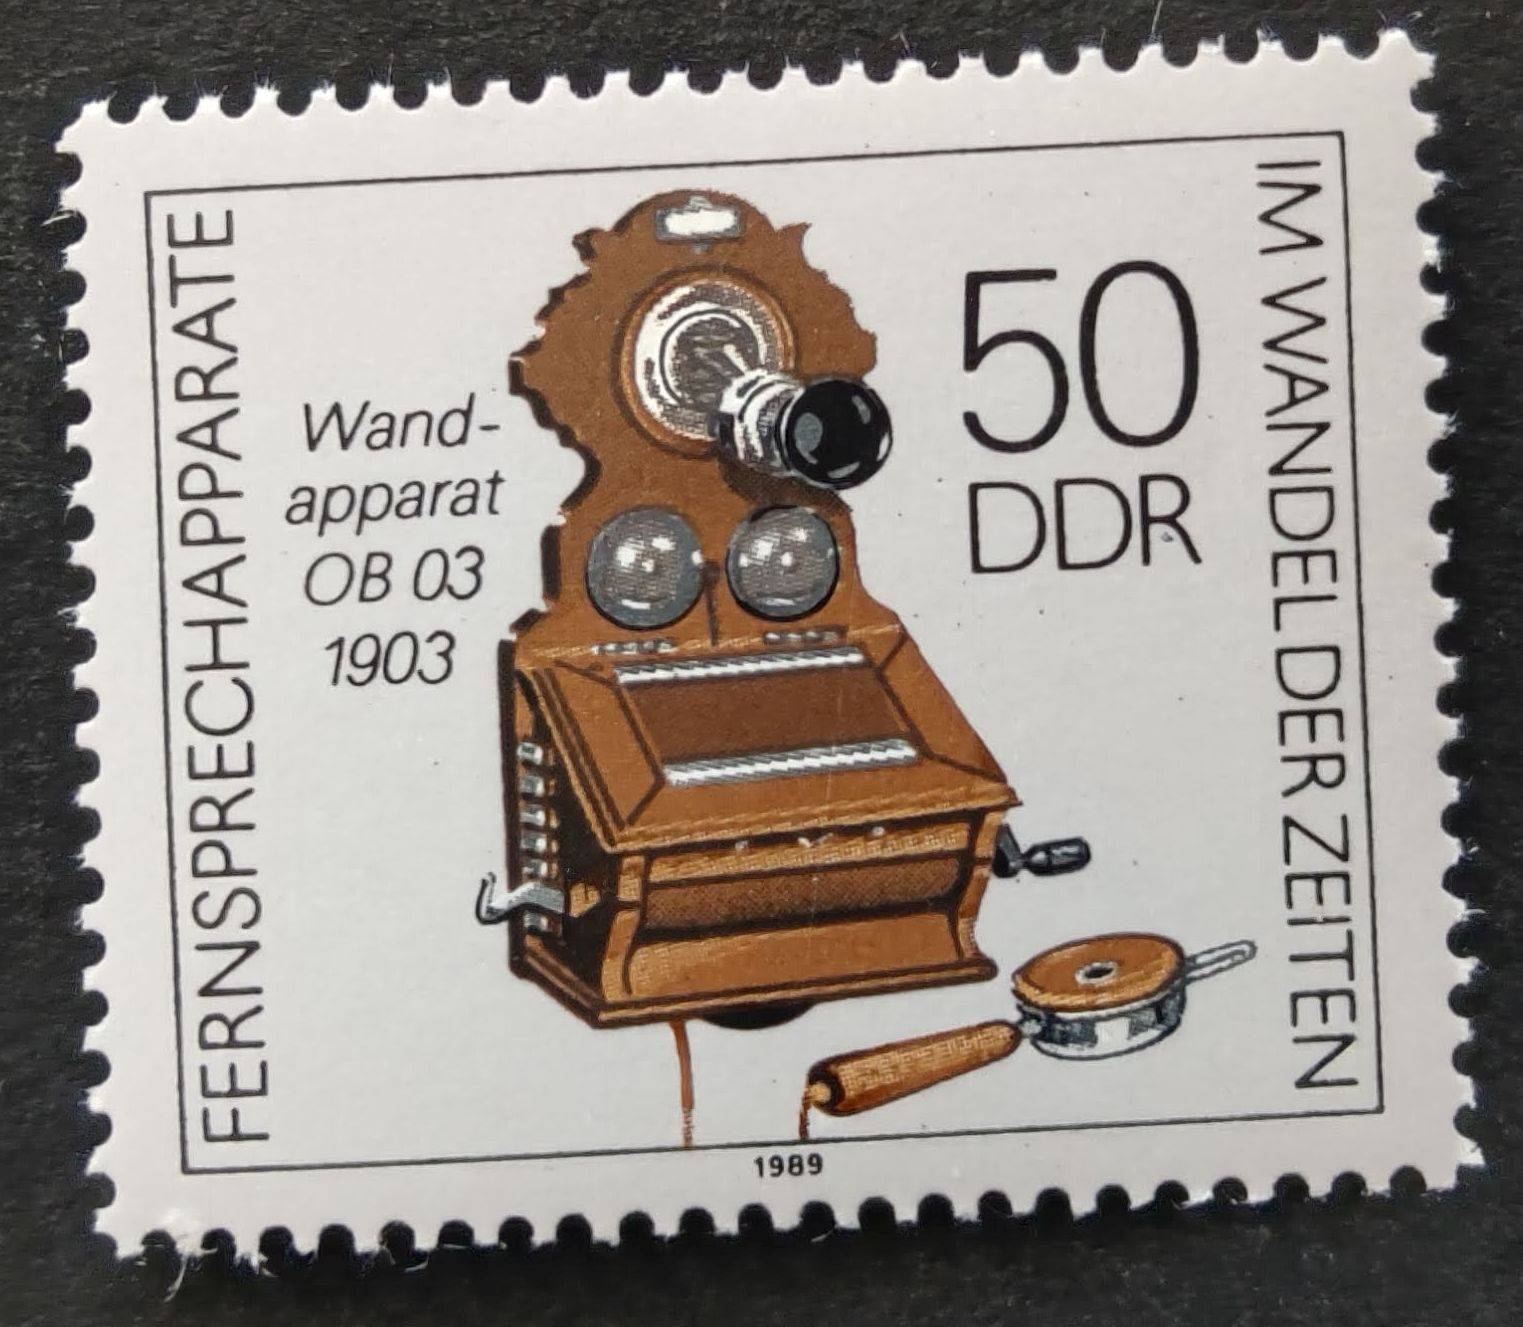 FERNSPRECHAPPARATE
IM WANDEL DER ZEITEN
Wand-
apparat
OB 03
1903
50
DDR
1989